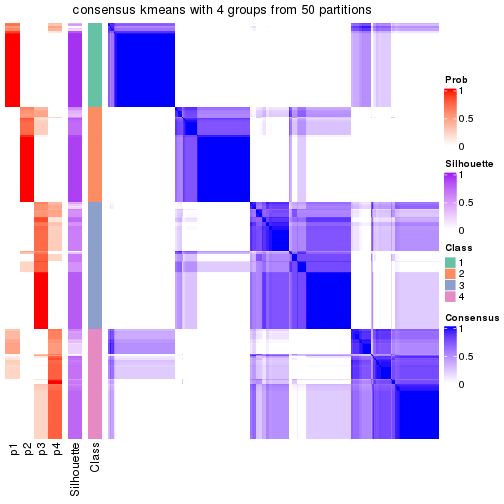 consensus kmeans with 4 groups from 50 partitions
Prob
1
0.5
0
Silhouette
1
0.5
0
Class
1
2
3
4
Consensus
1
0.5
0
p1
p2
p3
p4
Silhouette
Class